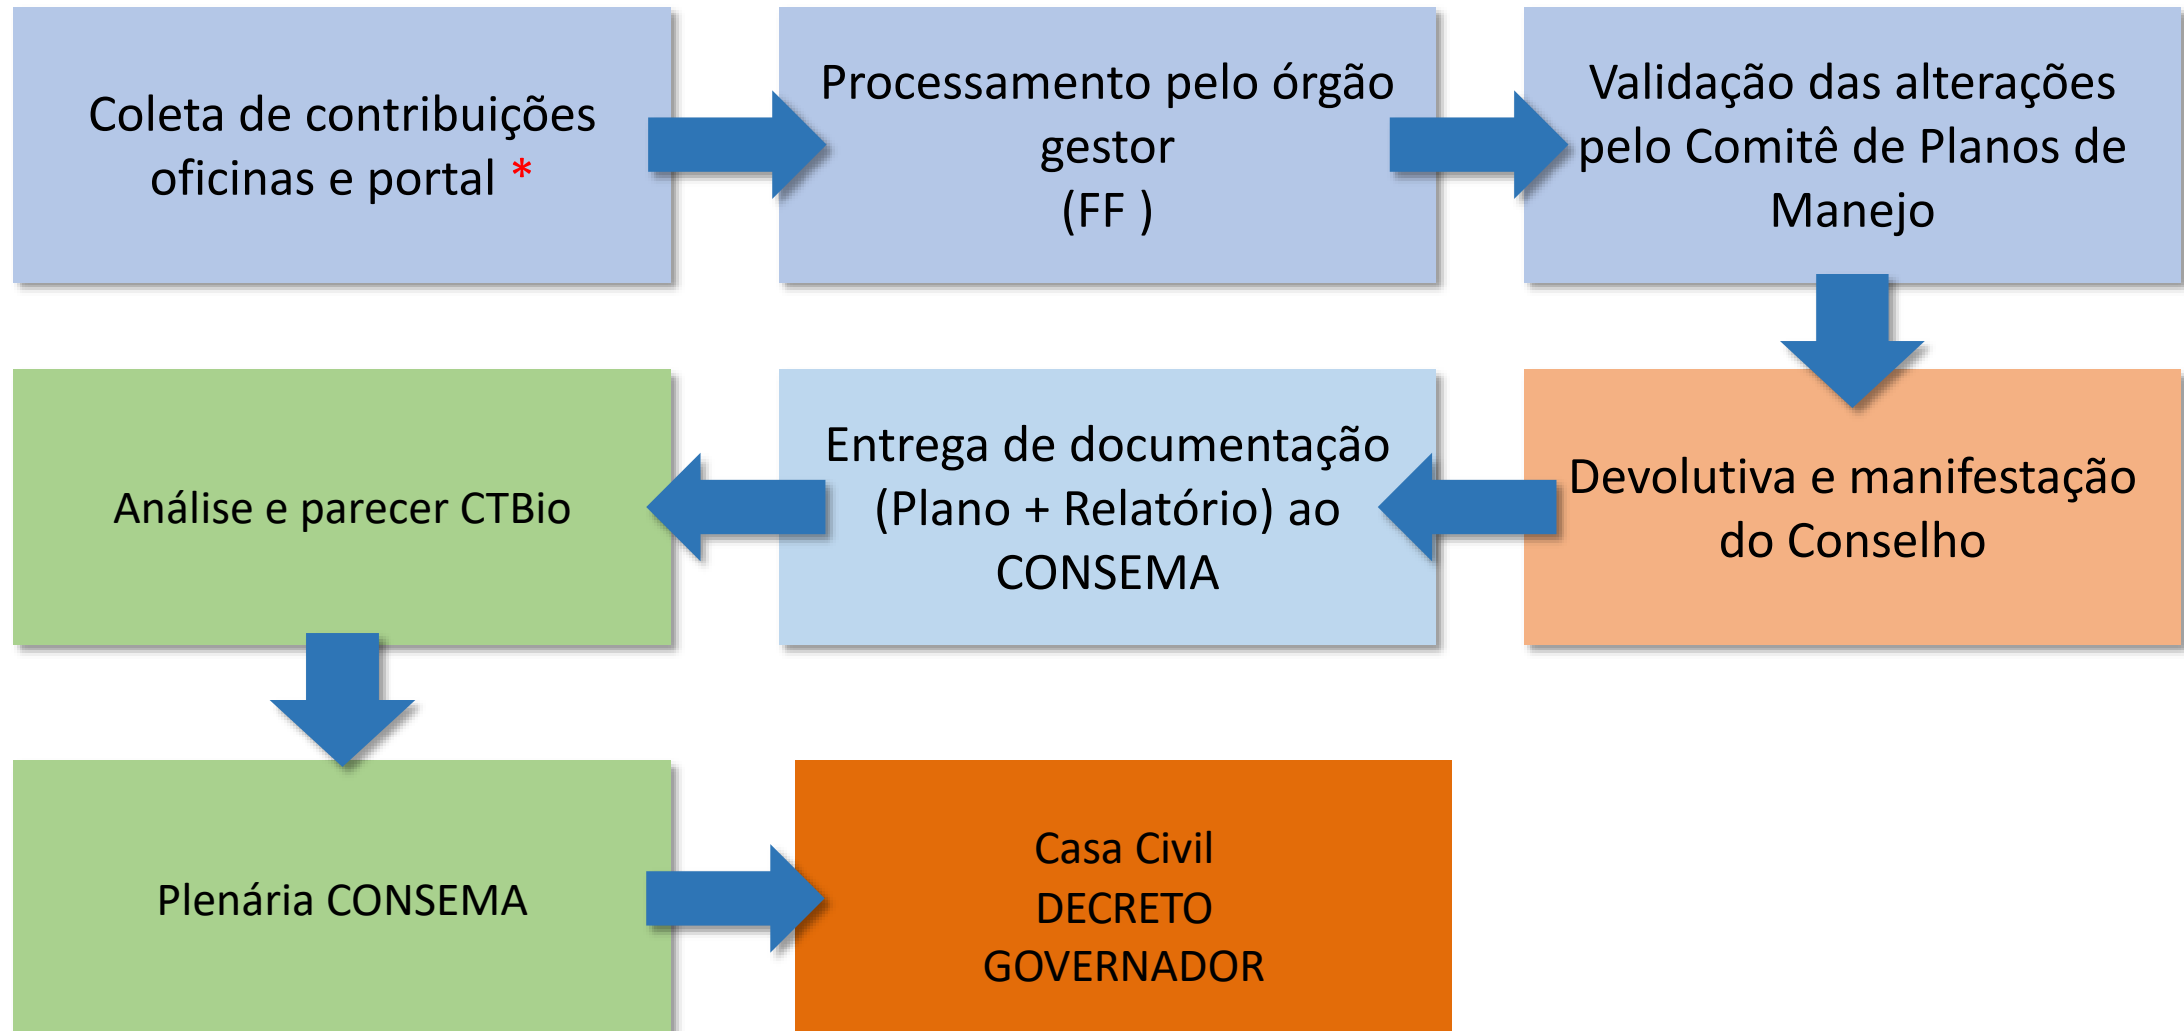 Coleta de contribuições
oficinas e portal *
Processamento pelo órgão
gestor
(FF )
Validação das alterações
pelo Comitê de Planos de
Manejo
Devolutiva e manifestação
do Conselho
Entrega de documentação
(Plano + Relatório) ao
CONSEMA
Análise e parecer CTBio
Plenária CONSEMA
Casa Civil
DECRETO
GOVERNADOR